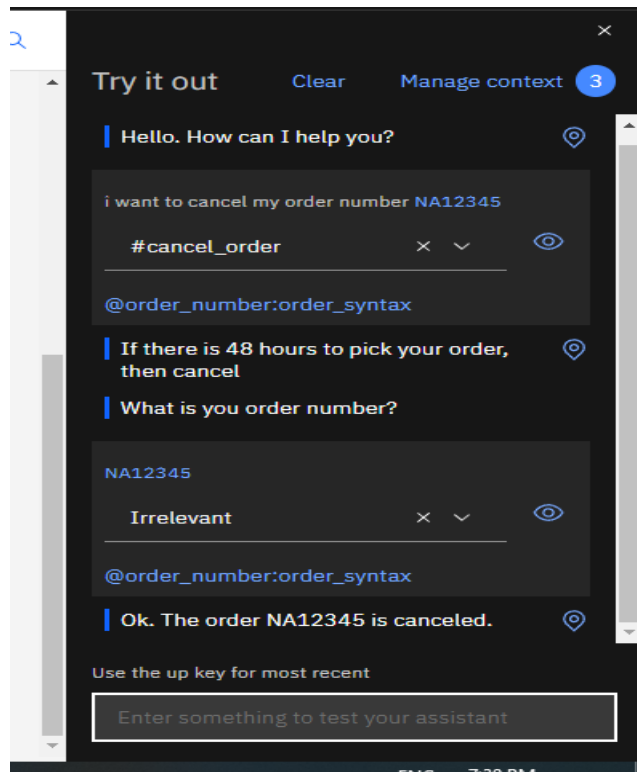 Try it out Clear Manage context 3
Hello. How can I help you?
i want to cancel my order number NA12345
#cancel_order
@order_number:order_syntax
If there is 48 hours to pick your order,
then cancel
What is you order number?
NA12345
Irrelevant
@order_number:order_syntax
Ok. The order NA12345 is canceled.
Use the up key for most recent
Enter something to test your assistant